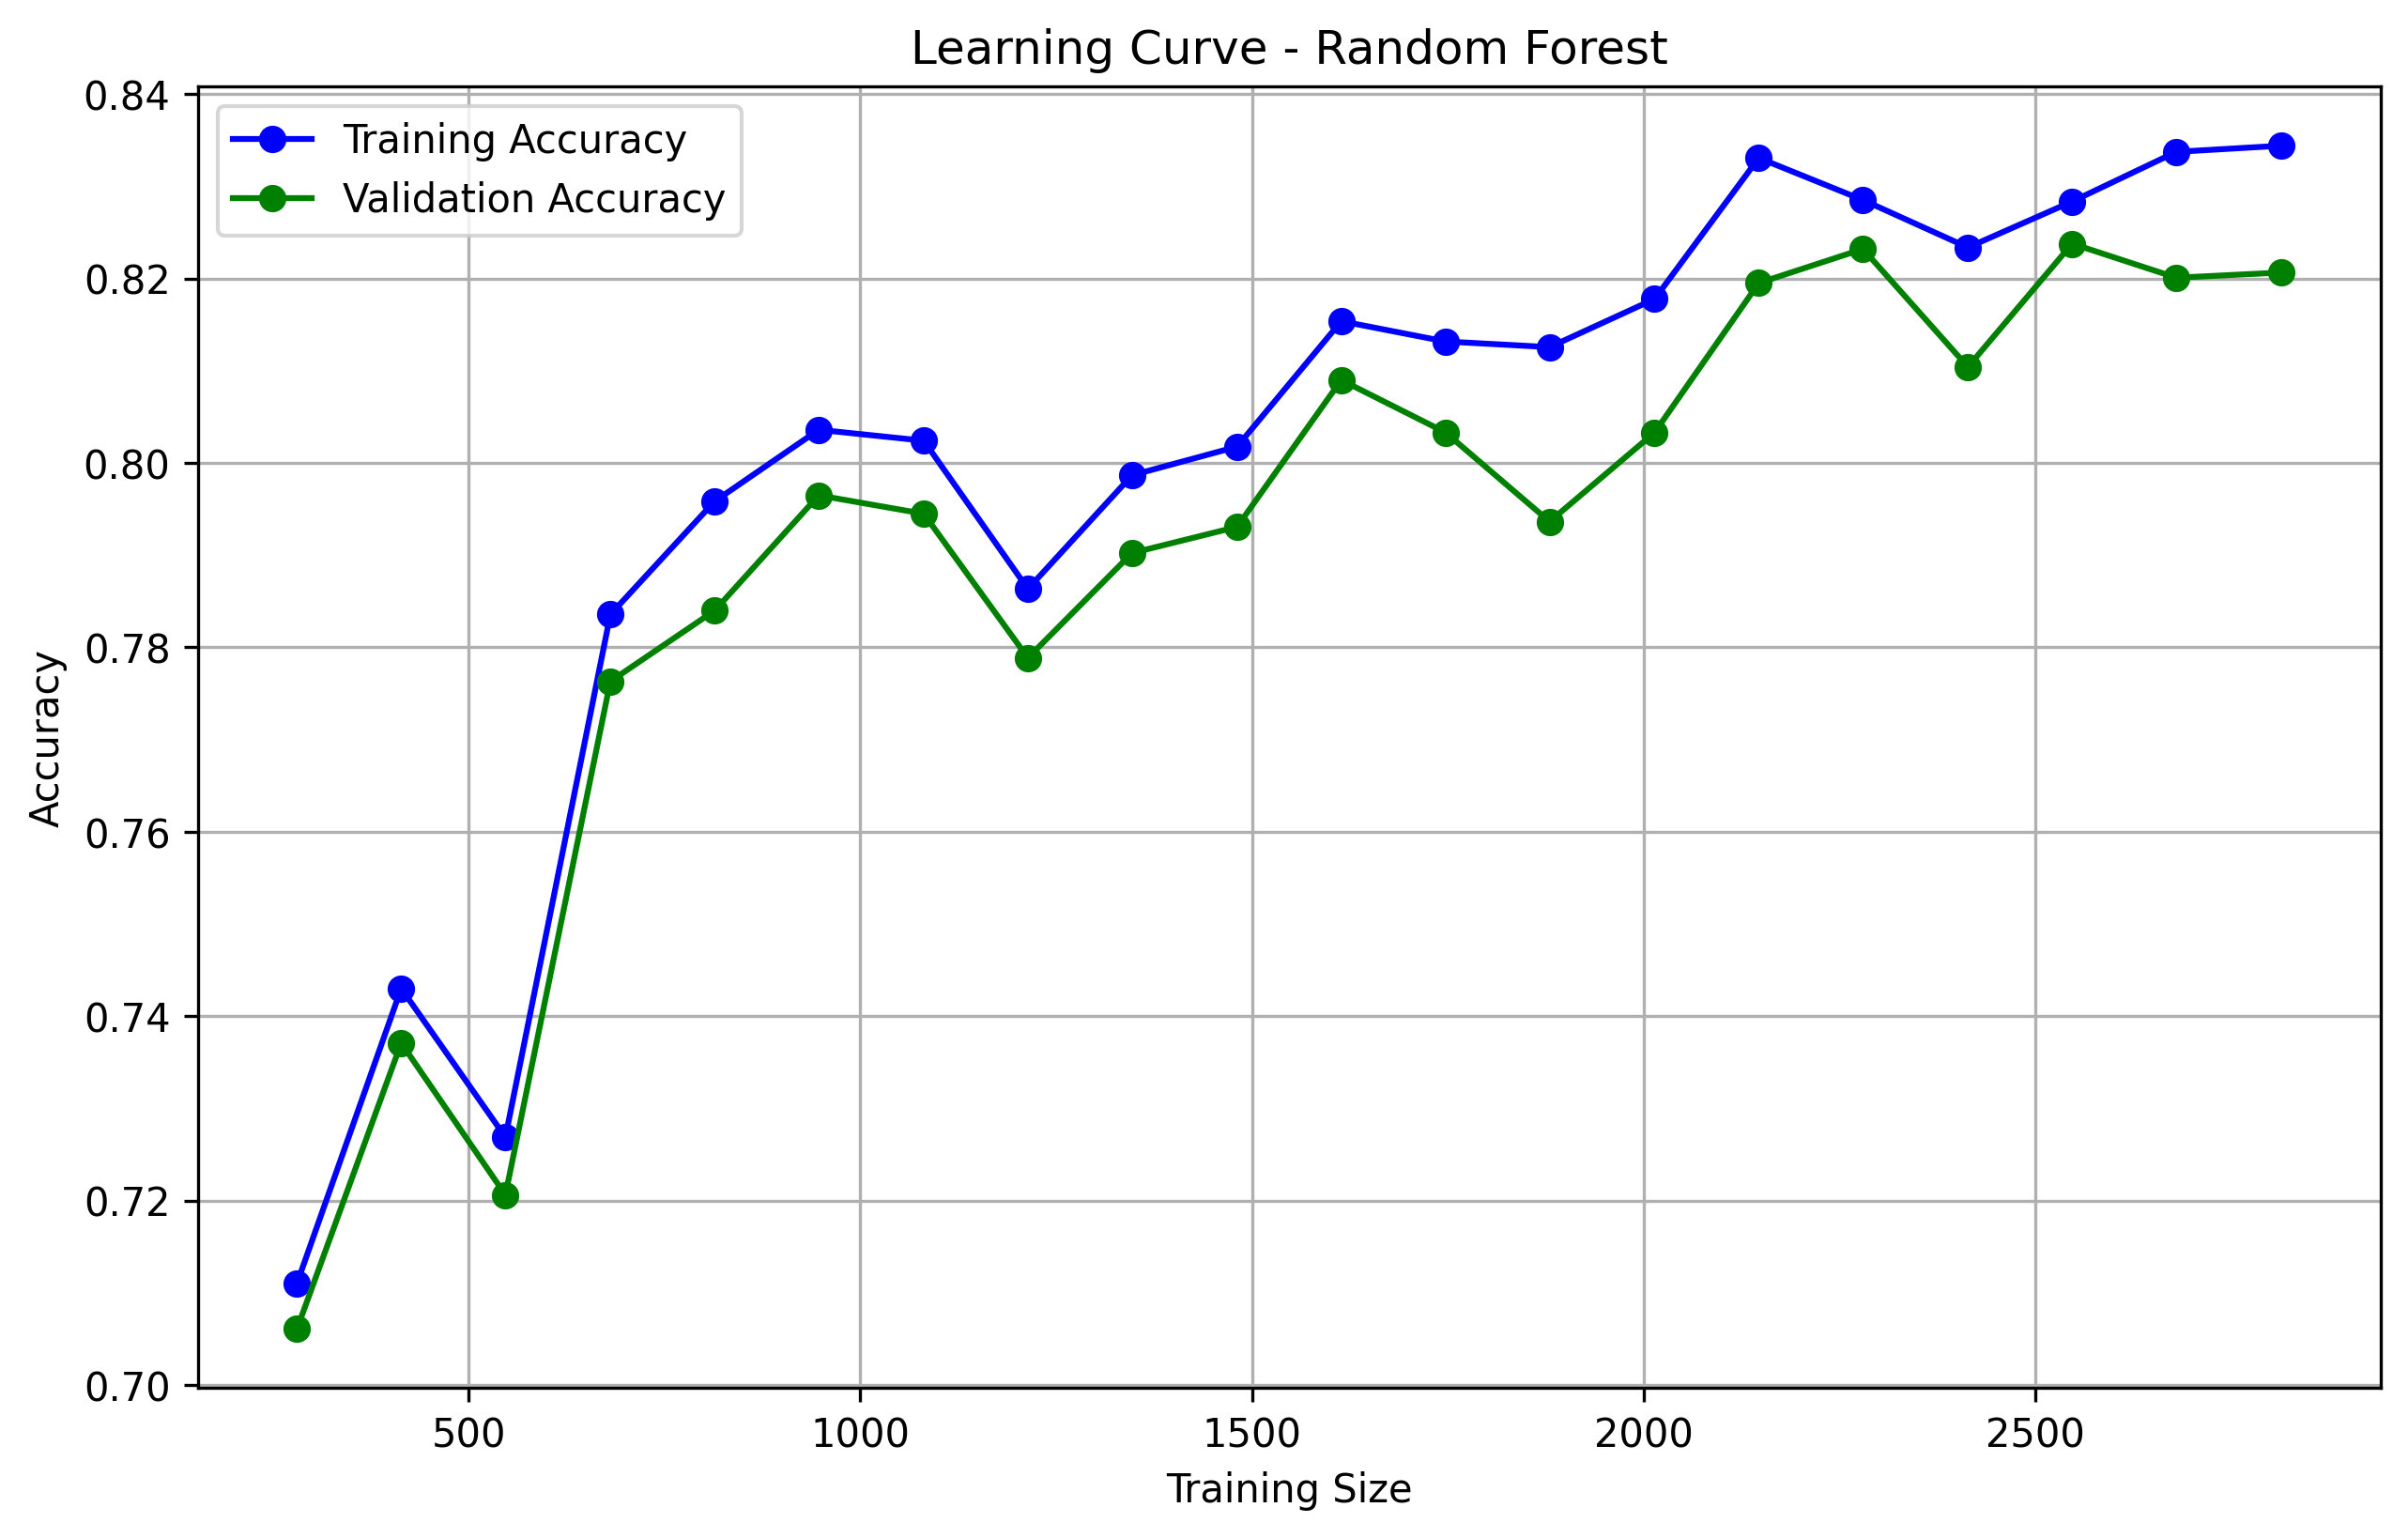 Learning Curve - Random Forest
Training Accuracy
Validation Accuracy
Accuracy
0.84
0.82
0.80
0.78
0.76
0.74
0.72
0.70
500 1000 1500 2000 2500
Training Size